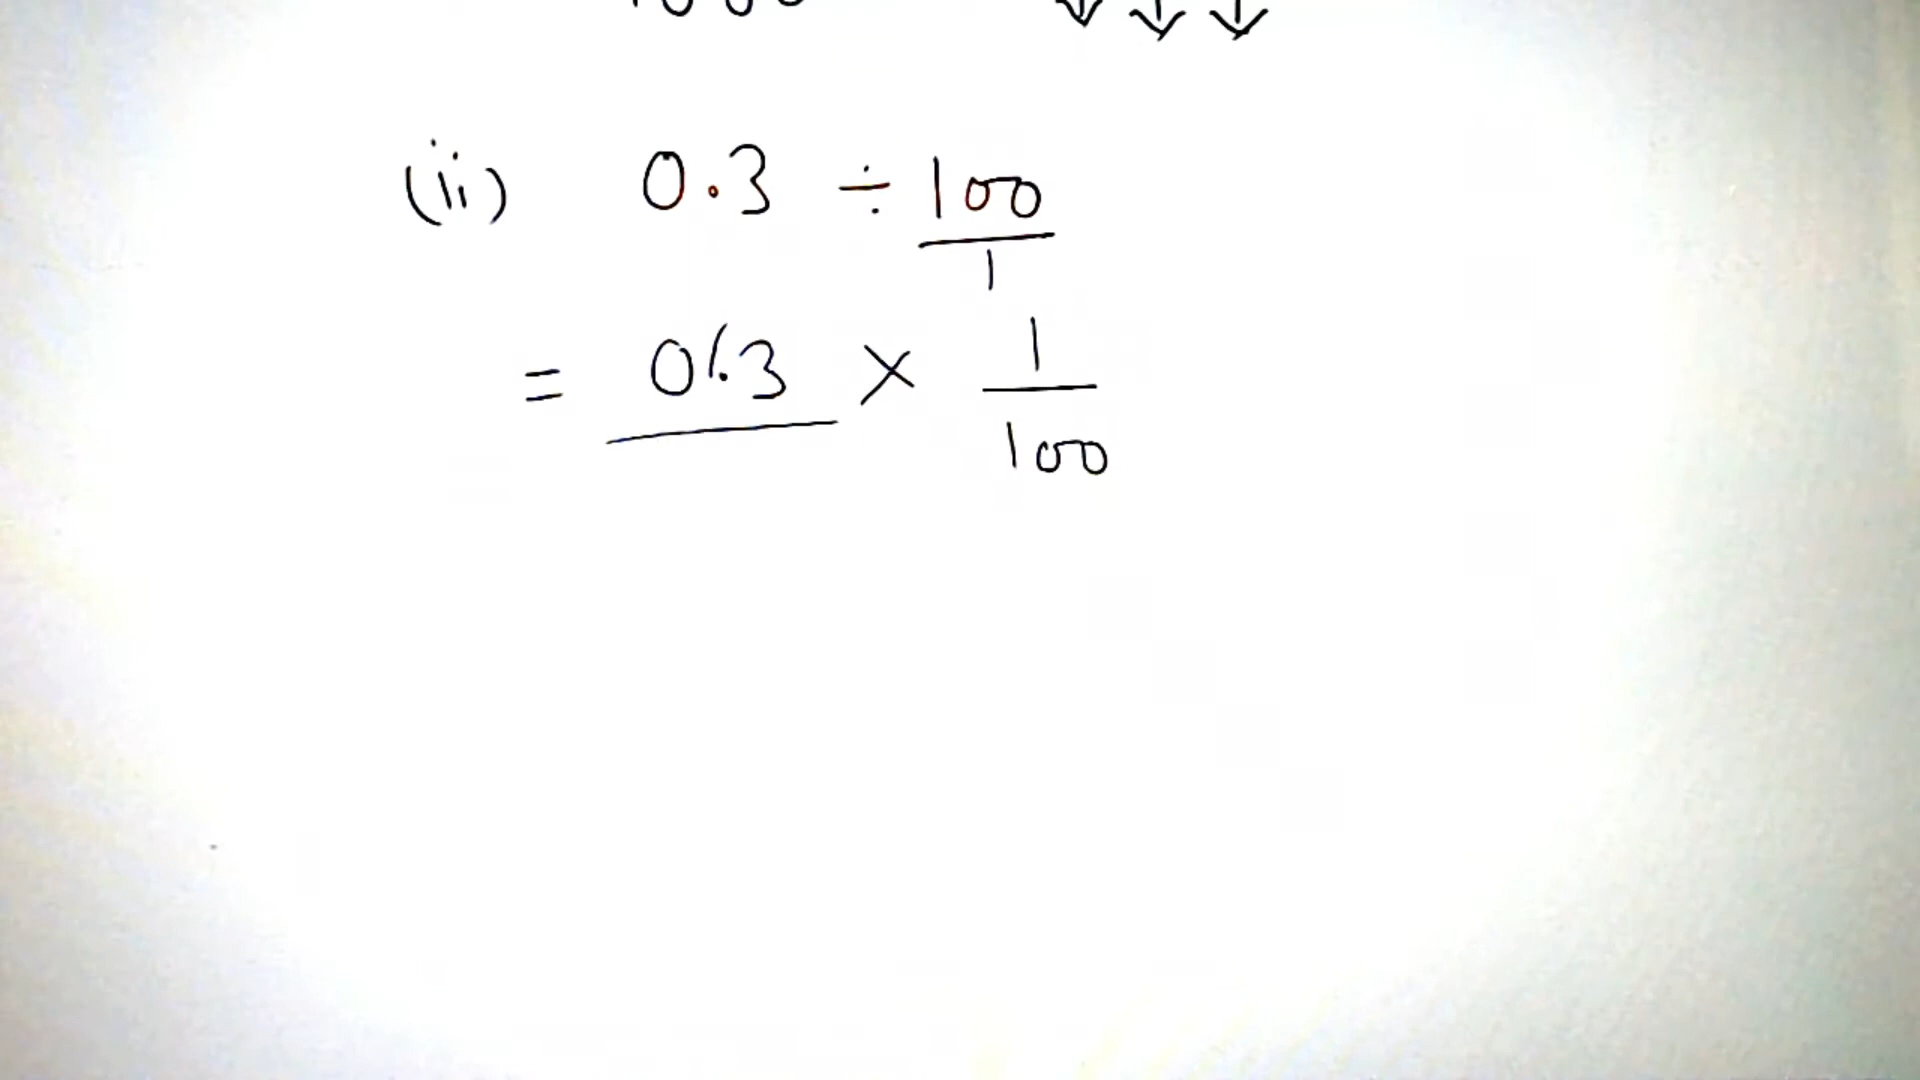 (ii) 0.3 ÷ 100/1
= 0.3 × 1/100